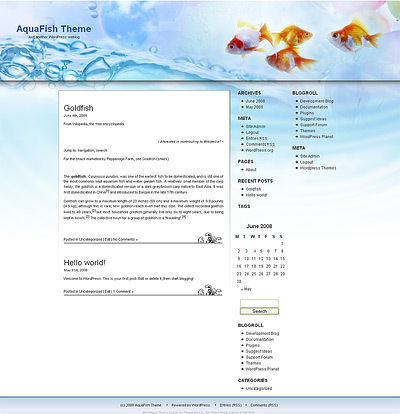 AquaFish Theme
Just another WordPress weblog
Goldfish
June 4th, 2008
From Wikipedia, the free encyclopedia
• Interested in contributing to Wikipedia? •
Jump to: navigation, search
For the snack marketed by Pepperidge Farm, see Goldfish (snack).
The goldfish, Carassius auratus, was one of the earliest fish to be domesticated, and is still one of
the most commonly kept aquarium fish and water garden fish. A relatively small member of the carp
family, the goldfish is a domesticated version of a dark-gray/brown carp native to East Asia. It was
first domesticated in China[1] and introduced to Europe in the late 17th century.
Goldfish can grow to a maximum length of 23 inches (59 cm) and a maximum weight of 9.9 pounds
(4.5 kg), although this is rare; few goldfish reach even half this size. The oldest recorded goldfish
lived to 49 years,[2] but most household goldfish generally live only six to eight years, due to being
kept in bowls.[3] The collective noun for a group of goldfish is a "troubling".[4]
Posted in Uncategorized | Edit | No Comments »
Hello world!
May 31st, 2008
Welcome to WordPress. This is your first post. Edit or delete it, then start blogging!
Posted in Uncategorized | Edit | 1 Comment »
ARCHIVES
June 2008
May 2008
META
Site Admin
Logout
Entries RSS
Comments RSS
WordPress.org
PAGES
About
RECENT POSTS
Goldfish
Hello world!
TAGS
June 2008
M T W T F S S
1
2 3 4 5 6 7 8
9 10 11 12 13 14 15
16 17 18 19 20 21 22
23 24 25 26 27 28 29
30
« May
Search
BLOGROLL
Development Blog
Documentation
Plugins
Suggest Ideas
Support Forum
Themes
WordPress Planet
CATEGORIES
Uncategorized
BLOGROLL
Development Blog
Documentation
Plugins
Suggest Ideas
Support Forum
Themes
WordPress Planet
META
Site Admin
Logout
Wordpress Themes
(c) 2008 AquaFish Theme • Powered by WordPress • Entries (RSS) • Comments (RSS)